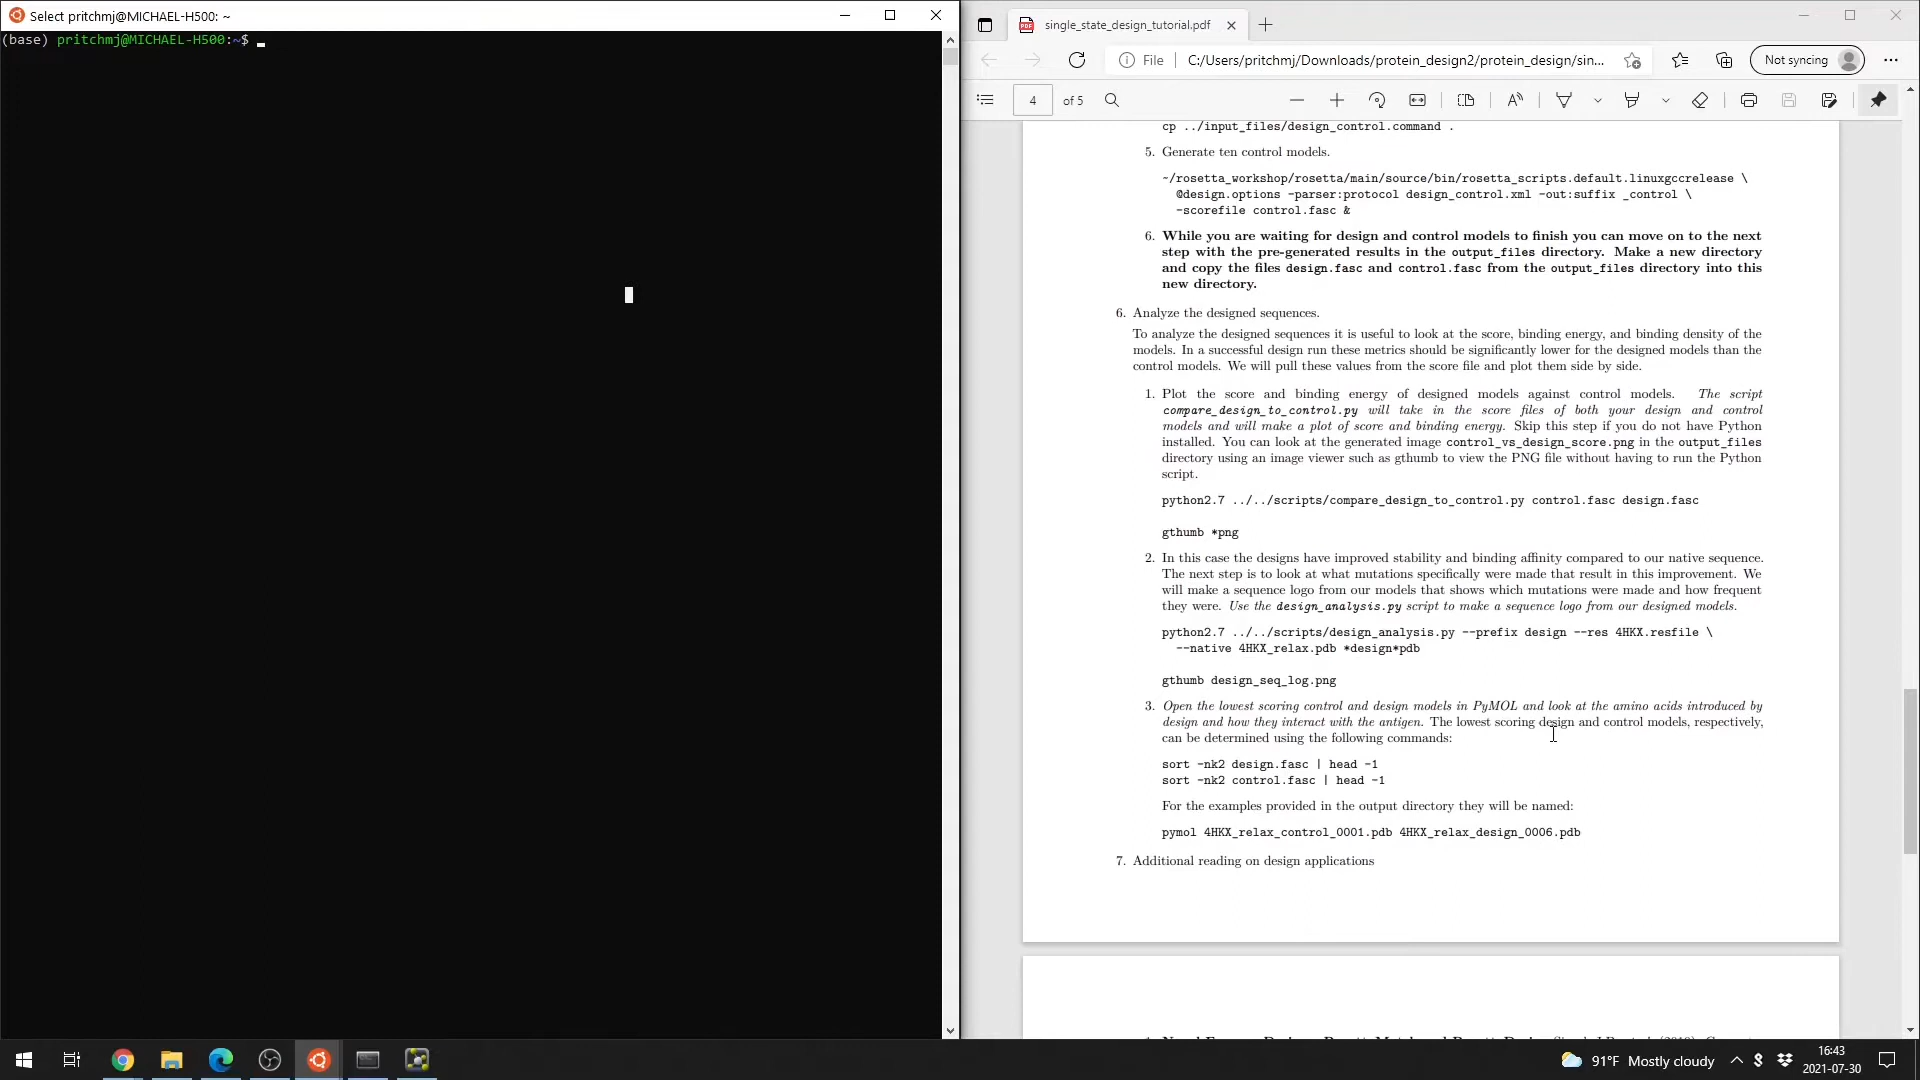 Select pritchmj@MICHAEL-H500: ~
(base) pritchmj@MICHAEL-H500:~$
single_state_design_tutorial.pdf
File
C:/Users/pritchmj/Downloads/protein_design2/protein_design/sin...
Not syncing
4
of 5
cp ../input_files/design_control.command .
5. Generate ten control models.
~/rosetta_workshop/rosetta/main/source/bin/rosetta_scripts.default.linuxgccrelease \
@design.options -parser:protocol design_control.xml -out:suffix _control \
-scorefile control.fasc &
6. While you are waiting for design and control models to finish you can move on to the next
step with the pre-generated results in the output_files directory. Make a new directory
and copy the files design.fasc and control.fasc from the output_files directory into this
new directory.
6. Analyze the designed sequences.
To analyze the designed sequences it is useful to look at the score, binding energy, and binding density of the
models. In a successful design run these metrics should be significantly lower for the designed models than the
control models. We will pull these values from the score file and plot them side by side.
1. Plot the score and binding energy of designed models against control models. The script
compare_design_to_control.py will take in the score files of both your design and control
models and will make a plot of score and binding energy. Skip this step if you do not have Python
installed. You can look at the generated image control_vs_design_score.png in the output_files
directory using an image viewer such as gthumb to view the PNG file without having to run the Python
script.
python2.7 ../../scripts/compare_design_to_control.py control.fasc design.fasc
gthumb *png
2. In this case the designs have improved stability and binding affinity compared to our native sequence.
The next step is to look at what mutations specifically were made that result in this improvement. We
will make a sequence logo from our models that shows which mutations were made and how frequent
they were. Use the design_analysis.py script to make a sequence logo from our designed models.
python2.7 ../../scripts/design_analysis.py --prefix design --res 4HKX.resfile \
--native 4HKX_relax.pdb *design*pdb
gthumb design_seq_log.png
3. Open the lowest scoring control and design models in PyMOL and look at the amino acids introduced by
design and how they interact with the antigen. The lowest scoring design and control models, respectively,
can be determined using the following commands:
sort -nk2 design.fasc | head -1
sort -nk2 control.fasc | head -1
For the examples provided in the output directory they will be named:
pymol 4HKX_relax_control_0001.pdb 4HKX_relax_design_0006.pdb
7. Additional reading on design applications
91°F Mostly cloudy
16:43
2021-07-30